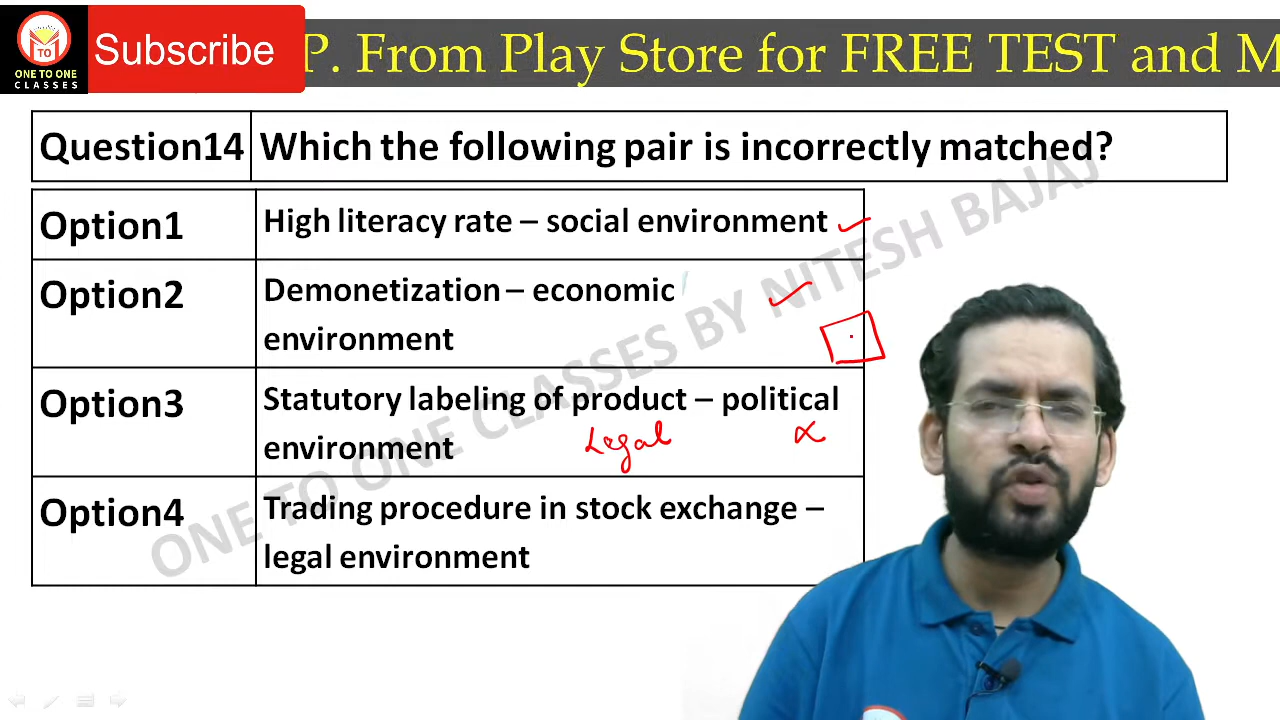 Subscribe
P. From Play Store for FREE TEST and M
TO
ONE TO ONE
CLASSES
Question14 Which the following pair is incorrectly matched?
Option1 High literacy rate – social environment
Option2 Demonetization – economic
environment
Option3 Statutory labeling of product – political
environment
Legal
Option4 Trading procedure in stock exchange –
legal environment
ONE TO ONE CLASSES BY NITESH BAJAJ